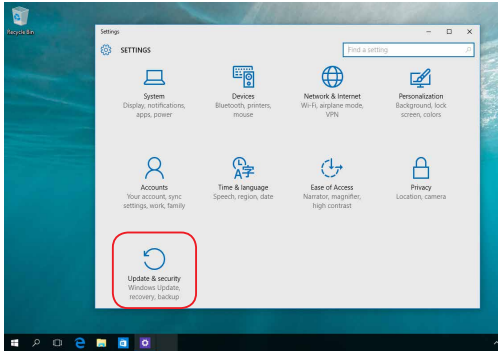 Recycle Bin
Settings
SETTINGS
Find a setting
System
Display, notifications,
apps, power
Devices
Bluetooth, printers,
mouse
Network & Internet
Wi-Fi, airplane mode,
VPN
Personalization
Background, lock
screen, colors
Accounts
Your account, sync
settings, work, family
Time & language
Speech, region, date
Ease of Access
Narrator, magnifier,
high contrast
Privacy
Location, camera
Update & security
Windows Update,
recovery, backup